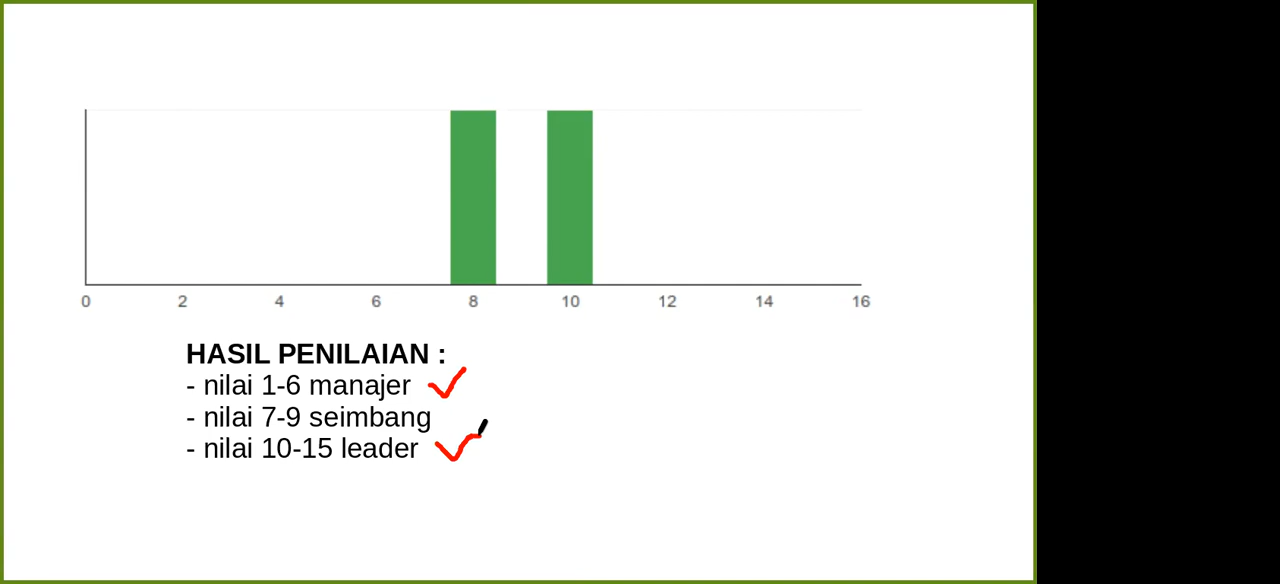 0 2 4 6 8 10 12 14 16
HASIL PENILAIAN :
- nilai 1-6 manajer
- nilai 7-9 seimbang
- nilai 10-15 leader